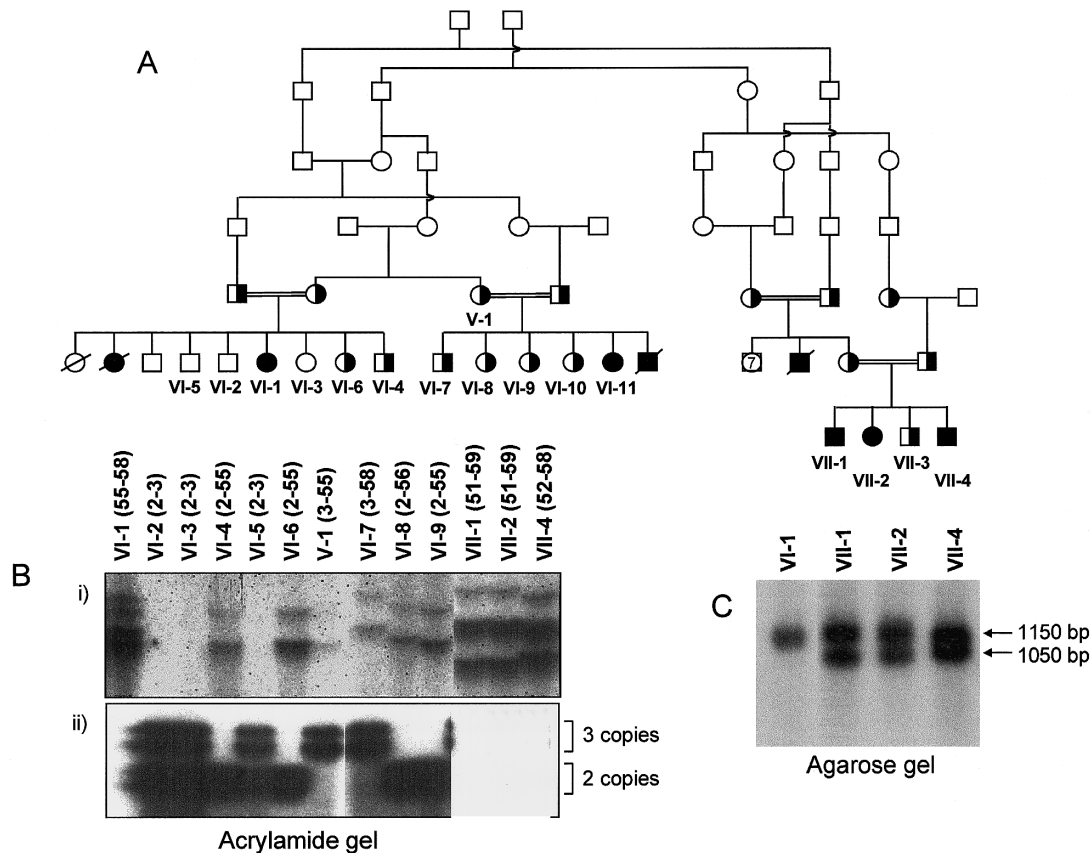 A
V-1
7
VI-5 VI-2 VI-1 VI-3 VI-6 VI-4 VI-7 VI-8 VI-9 VI-10 VI-11
VII-1 VII-2 VII-3 VII-4
B
VI-1 (55-58)
VI-2 (2-3)
VI-3 (2-3)
VI-4 (2-55)
VI-5 (2-3)
VI-6 (2-55)
V-1 (3-55)
VI-7 (3-58)
VI-8 (2-56)
VI-9 (2-55)
VII-1 (51-59)
VII-2 (51-59)
VII-4 (52-58)
i)
ii)
3 copies
2 copies
Acrylamide gel
C
VI-1
VII-1
VII-2
VII-4
1150 bp
1050 bp
Agarose gel